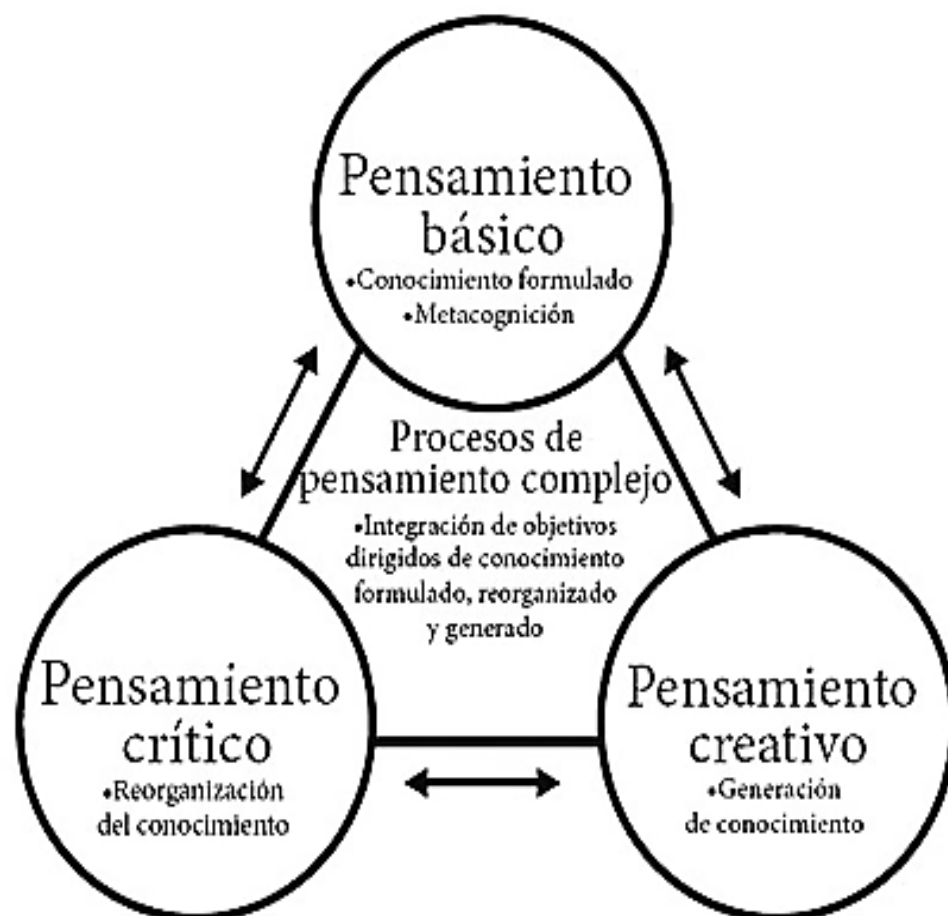 Pensamiento
básico
•Conocimiento formulado
•Metacognición
Procesos de
pensamiento complejo
•Integración de objetivos
dirigidos de conocimiento
formulado, reorganizado
y generado
Pensamiento
crítico
•Reorganización
del conocimiento
Pensamiento
creativo
•Generación
de conocimiento